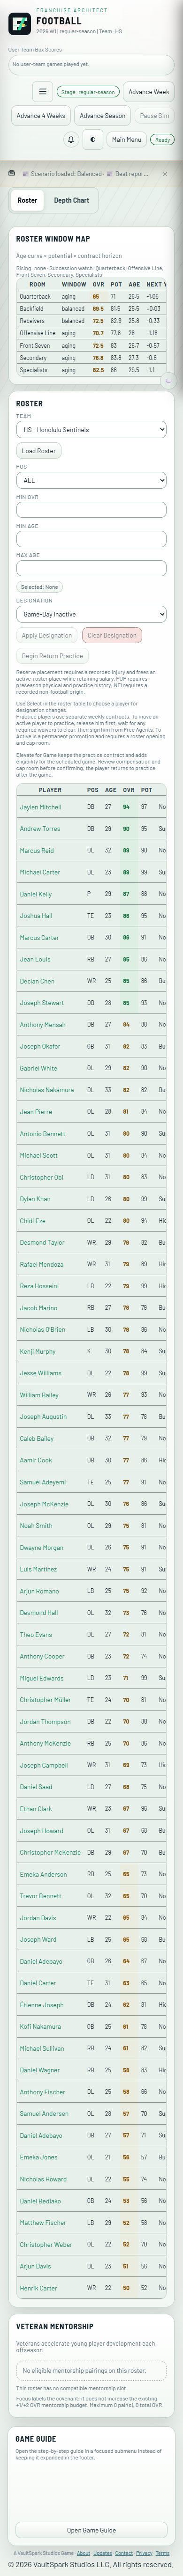 FRANCHISE ARCHITECT
FOOTBALL
2026 W1 | regular-season | Team · HS
User Team Box Scores
No user-team games played yet.
Stage: regular-season
Advance Week
Advance 4 Weeks
Advance Season
Pause Sim
Main Menu
Ready
Scenario loaded: Balanced · Beat repor...
Roster
Depth Chart
ROSTER WINDOW MAP
Age curve + potential + contract horizon
Rising: none · Succession watch: Quarterback, Offensive Line, Front Seven, Secondary, Specialists
ROOM WINDOW OVR POT AGE NEXT Y
Quarterback aging 85 71 26.5 -1.05
Backfield balanced 69.5 81.5 25.5 +0.03
Receivers balanced 72.5 82.9 25.8 -0.33
Offensive Line aging 70.7 77.8 28 -1.18
Front Seven aging 72.5 83 26.7 -0.57
Secondary aging 76.8 83.8 27.3 -0.6
Specialists aging 82.5 86 29.5 -1.1
ROSTER
TEAM
HS - Honolulu Sentinels
Load Roster
POS
ALL
MIN OVR
MIN AGE
MAX AGE
Selected: None
DESIGNATION
Game-Day Inactive
Apply Designation
Clear Designation
Begin Return Practice
Reserve placement requires a recorded injury and frees an active-roster place while retaining salary. PUP requires preseason physical and practice history; NFI requires a recorded non-football origin.
Use Select in the roster table to choose a player for designation changes.
Practice players use separate weekly contracts. To move an active player to practice, release him first, wait for any required waivers to clear, then sign him from Free Agents. To elevate is a permanent promotion and requires a roster opening and cap room.
Elevate for Game keeps the practice contract and adds eligibility for the scheduled game. Review compensation and cap room before confirming; the player returns to practice after the game.
PLAYER POS AGE OVR POT
Jaylen Mitchell DB 27 94 97
Andrew Torres DB 29 90 95
Marcus Reid DL 32 89 90
Michael Carter DL 23 89 99
Daniel Kelly P 29 87 88
Joshua Hall TE 23 86 95
Marcus Carter DB 30 86 91
Jean Louis RB 27 85 86
Declan Chen WR 25 85 86
Joseph Stewart DB 28 85 93
Anthony Mensah DB 27 84 88
Joseph Okafor OB 31 82 83
Gabriel White OL 29 82 90
Nicholas Nakamura DL 33 82 82
Jean Pierre OL 28 81 84
Antonio Bennett OL 31 80 90
Michael Scott OL 31 80 84
Christopher Obi LB 31 80 83
Dylan Khan LB 26 80 99
Chidi Eze OL 22 80 94
Desmond Taylor WR 29 79 82
Rafael Mendoza WR 31 79 89
Reza Hosseini LB 22 79 99
Jacob Marino RB 27 78 79
Nicholas O'Brien LB 30 78 86
Kenji Murphy K 30 78 84
Jesse Williams DL 22 78 99
William Bailey WR 26 77 93
Joseph Augustin DL 33 77 78
Caleb Bailey DB 32 77 79
Aamir Cook DB 30 77 86
Samuel Adeyemi TE 25 77 91
Joseph McKenzie DL 30 76 86
Noah Smith OL 29 75 81
Dwayne Morgan DL 26 75 91
Luis Martinez WR 24 75 91
Arjun Romano LB 25 75 92
Desmond Hall OL 32 73 76
Theo Evans DL 27 72 81
Anthony Cooper DB 23 72 74
Miguel Edwards LB 23 71 99
Christopher Müller TE 24 70 81
Jordan Thompson DB 22 70 80
Anthony McKenzie RB 25 70 86
Joseph Campbell WR 31 69 73
Daniel Saad LB 27 68 75
Ethan Clark WR 23 67 96
Joseph Howard OL 31 67 68
Christopher McKenzie DB 29 67 70
Emeka Anderson RB 25 65 73
Trevor Bennett OL 32 65 70
Jordan Davis WR 22 65 84
Joseph Ward OL 25 65 68
Daniel Adebayo OB 26 64 67
Daniel Carter TE 31 63 65
Etienne Joseph DB 24 62 81
Kofi Nakamura OB 25 61 78
Michael Sullivan RB 24 61 82
Daniel Wagner RB 25 58 83
Anthony Fischer DL 25 58 66
Samuel Andersen OL 28 57 70
Daniel Adebayo DB 27 57 71
Emeka Jones OL 21 56 57
Nicholas Howard DL 22 55 74
Daniel Bediako OB 24 53 56
Matthew Fischer LB 29 52 58
Christopher Weber OL 22 52 70
Arjun Davis DL 23 51 56
Henrik Carter WR 22 50 52
VETERAN MENTORSHIP
Veterans accelerate young player development each offseason
No eligible mentorship pairings on this roster.
This roster has no compatible mentorship slot.
Focus labels the covenant; it does not increase the existing +1/+2 OVR mentorship budget. Maximum 0 pair(s), 0 total OVR.
GAME GUIDE
Open the step-by-step guide in a focused submenu instead of keeping it expanded in the footer.
Open Game Guide
A VaultSpark Studios Game · About · Updates · Contact · Privacy · Terms
© 2026 VaultSpark Studios LLC, All rights reserved,